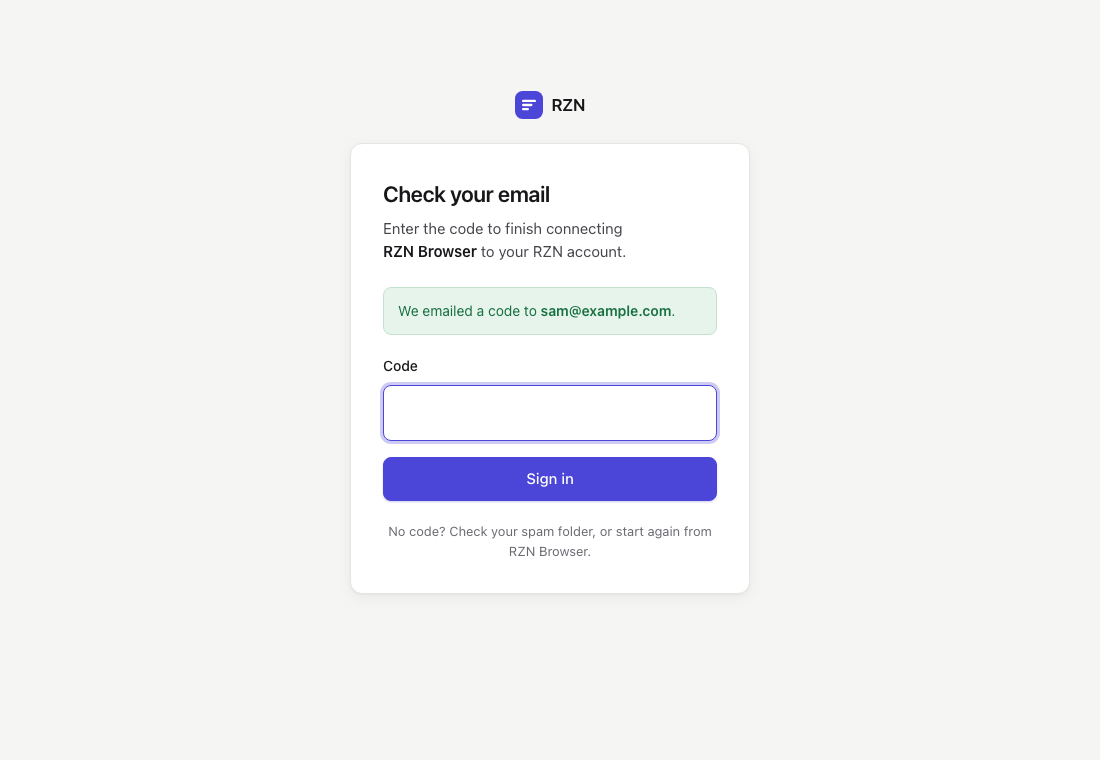 RZN
Check your email
Enter the code to finish connecting
RZN Browser to your RZN account.
We emailed a code to sam@example.com.
Code
Sign in
No code? Check your spam folder, or start again from
RZN Browser.